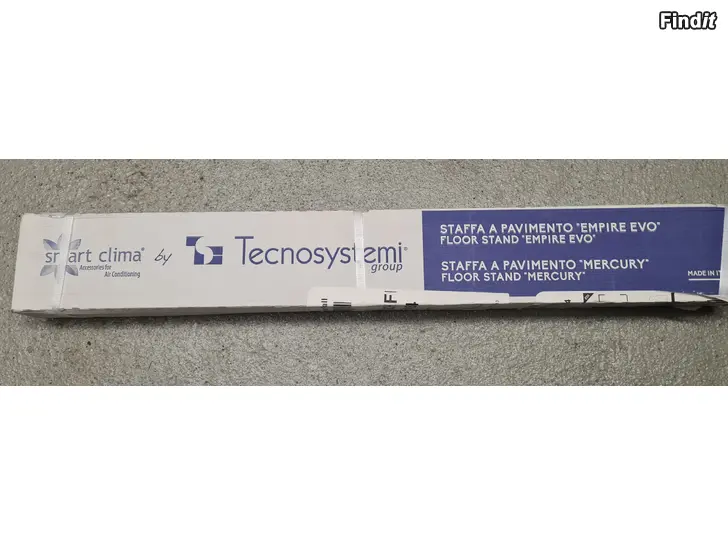 Findit
smart clima®
Accessories for
Air Conditioning
by
Tecnosystemi®
group
STAFFA A PAVIMENTO "EMPIRE EVO"
FLOOR STAND "EMPIRE EVO"
STAFFA A PAVIMENTO "MERCURY"
FLOOR STAND "MERCURY"
MADE IN IT